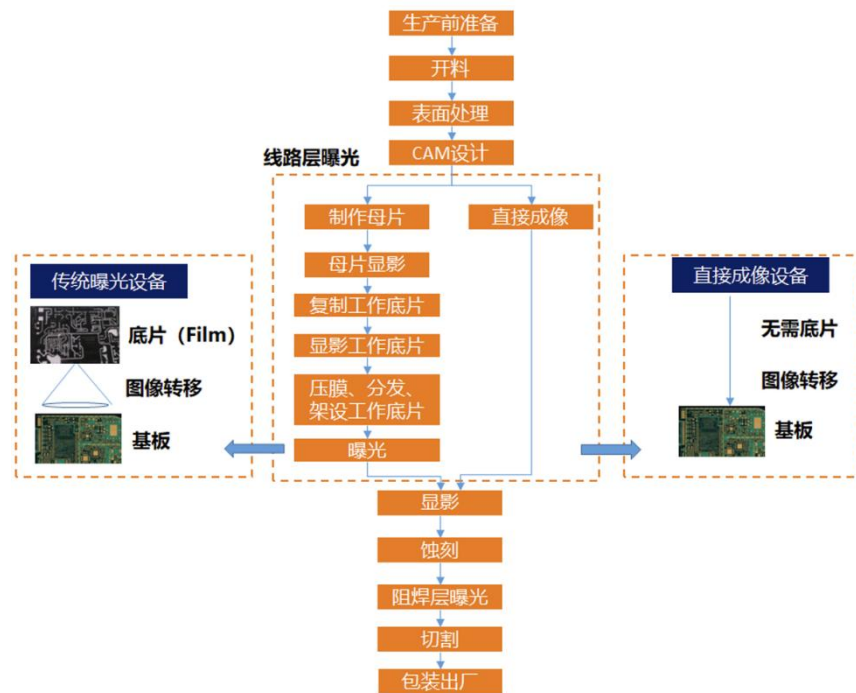 生产前准备
开料
表面处理
CAM设计
线路层曝光
制作母片
直接成像
母片显影
复制工作底片
显影工作底片
压膜、分发、
架设工作底片
曝光
传统曝光设备
底片（Film）
图像转移
基板
直接成像设备
无需底片
图像转移
基板
显影
蚀刻
阻焊层曝光
切割
包装出厂